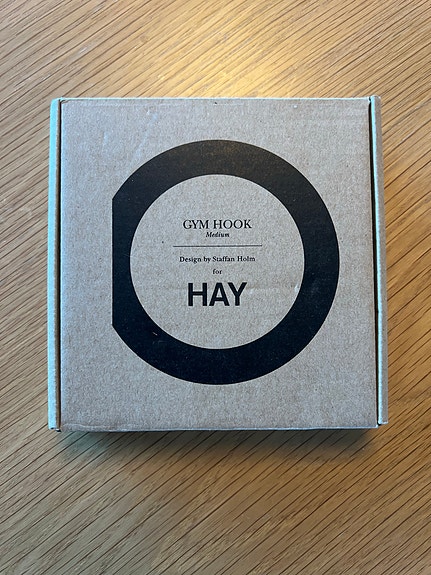 GYM HOOK
Medium
Design by Staffan Holm
for
HAY